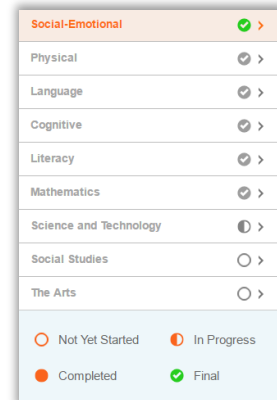 Social-Emotional
Physical
Language
Cognitive
Literacy
Mathematics
Science and Technology
Social Studies
The Arts
Not Yet Started In Progress
Completed Final